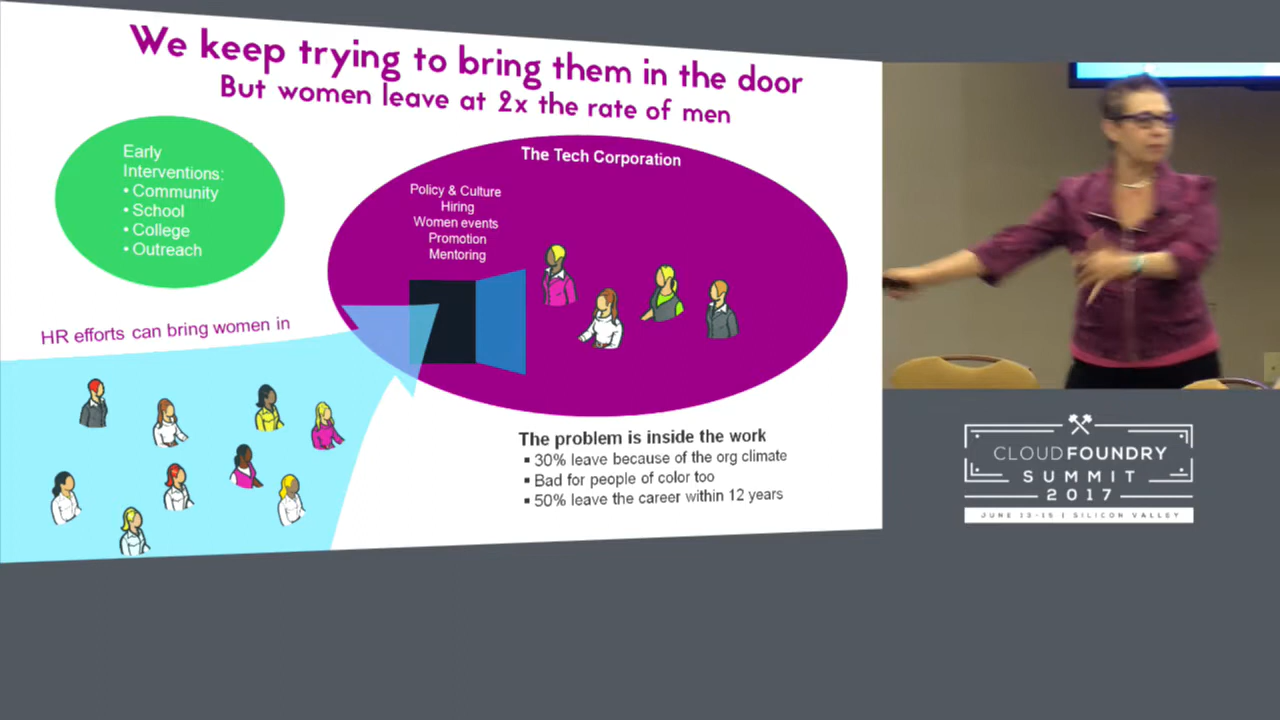 We keep trying to bring them in the door
But women leave at 2x the rate of men
Early
Interventions:
• Community
• School
• College
• Outreach
The Tech Corporation
Policy & Culture
Hiring
Women events
Promotion
Mentoring
HR efforts can bring women in
The problem is inside the work
▪ 30% leave because of the org climate
▪ Bad for people of color too
▪ 50% leave the career within 12 years
CLOUDFOUNDRY
SUMMIT
2017
JUNE 13-15 | SILICON VALLEY